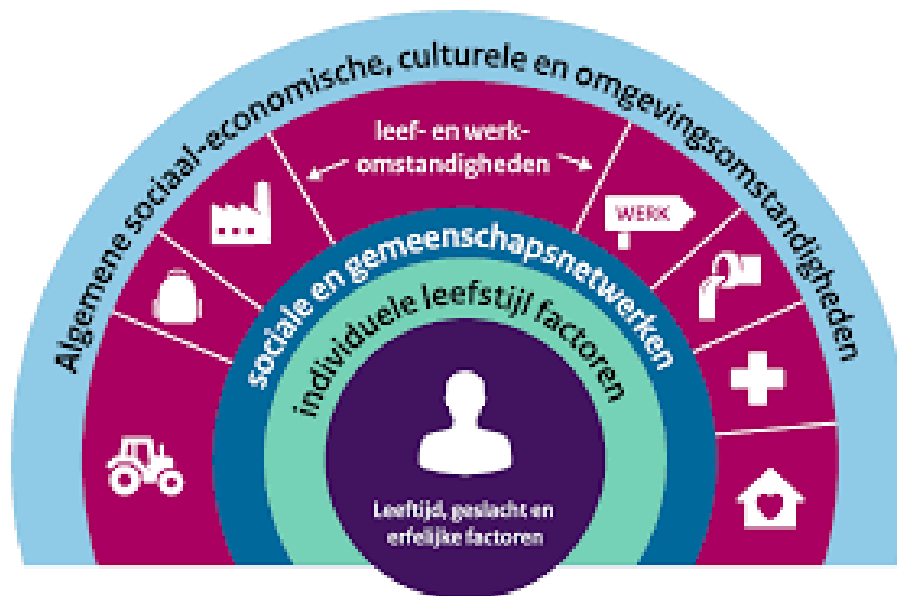 Algemene sociaal-economische, culturele en omgevingsomstandigheden
leef- en werk-
omstandigheden
WERK
sociale en gemeenschapsnetwerken
individuele leefstijl factoren
Leeftijd, geslacht en
erfelijke factoren